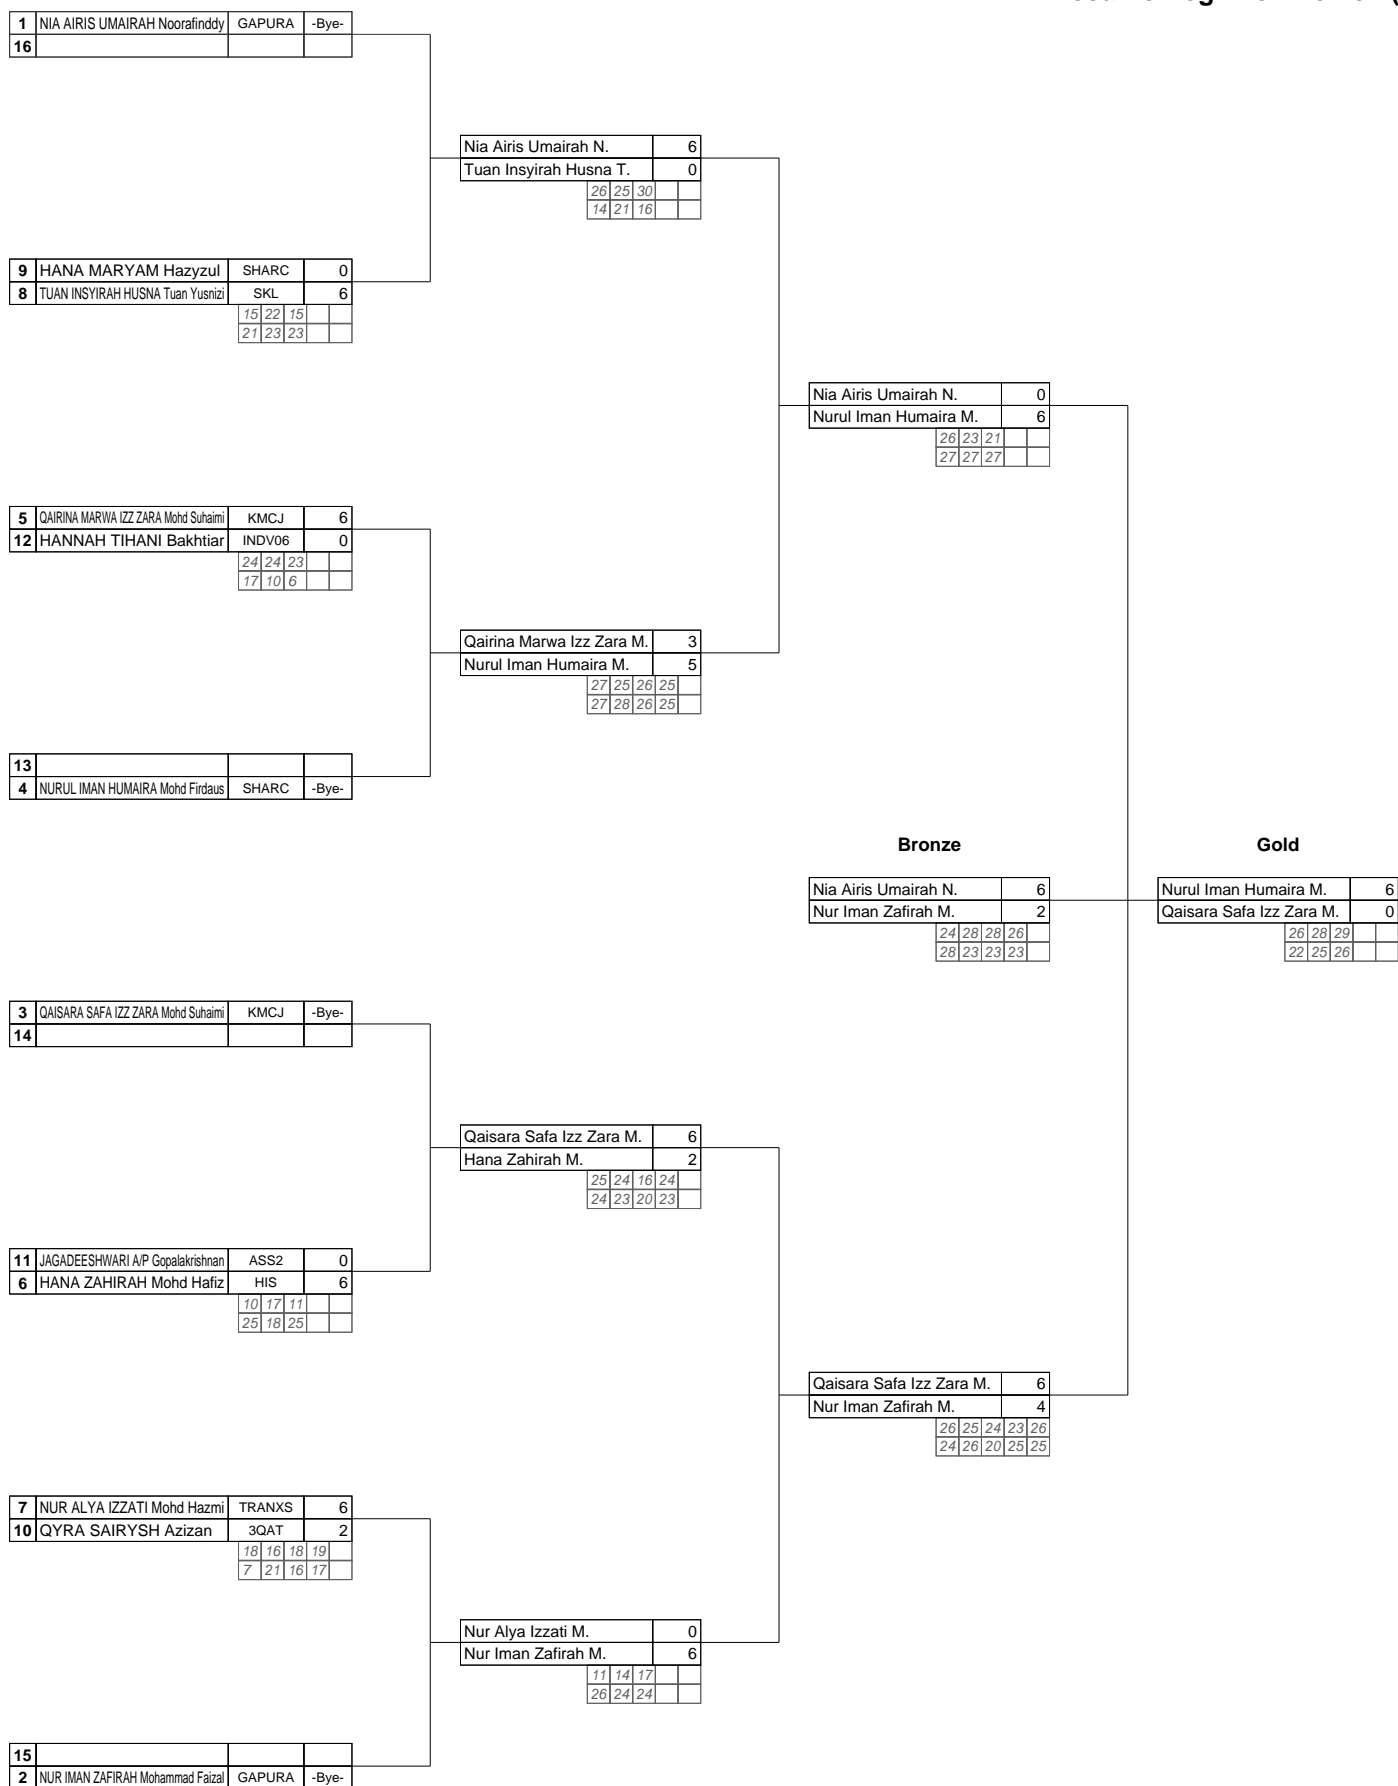 1 NIA AIRIS UMAIRAH Noorafinddy GAPURA -Bye-
16
Nia Airis Umairah N. 6
Tuan Insyirah Husna T. 0
26 25 30
14 21 16
9 HANA MARYAM Hazyzul SHARC 0
8 TUAN INSYIRAH HUSNA Tuan Yusnizi SKL 6
15 22 15
21 23 23
Nia Airis Umairah N. 0
Nurul Iman Humaira M. 6
26 23 21
27 27 27
5 QAIRINA MARWA IZZ ZARA Mohd Suhaimi KMCJ 6
12 HANNAH TIHANI Bakhtiar INDV06 0
24 24 23
17 10 6
Qairina Marwa Izz Zara M. 3
Nurul Iman Humaira M. 5
27 25 26 25
27 28 26 25
13
4 NURUL IMAN HUMAIRA Mohd Firdaus SHARC -Bye-
Bronze Gold
Nia Airis Umairah N. 6 Nurul Iman Humaira M. 6
Nur Iman Zafirah M. 2 Qaisara Safa Izz Zara M. 0
24 28 28 26 26 28 29
28 23 23 23 22 25 26
3 QAISARA SAFA IZZ ZARA Mohd Suhaimi KMCJ -Bye-
14
Qaisara Safa Izz Zara M. 6
Hana Zahirah M. 2
25 24 16 24
24 23 20 23
11 JAGADEESHWARI A/P Gopalakrishnan ASS2 0
6 HANA ZAHIRAH Mohd Hafiz HIS 6
10 17 11
25 18 25
Qaisara Safa Izz Zara M. 6
Nur Iman Zafirah M. 4
26 25 24 23 26
24 26 20 25 25
7 NUR ALYA IZZATI Mohd Hazmi TRANXS 6
10 QYRA SAIRYSH Azizan 3QAT 2
18 16 18 19
7 21 16 17
Nur Alya Izzati M. 0
Nur Iman Zafirah M. 6
11 14 17
26 24 24
15
2 NUR IMAN ZAFIRAH Mohammad Faizal GAPURA -Bye-